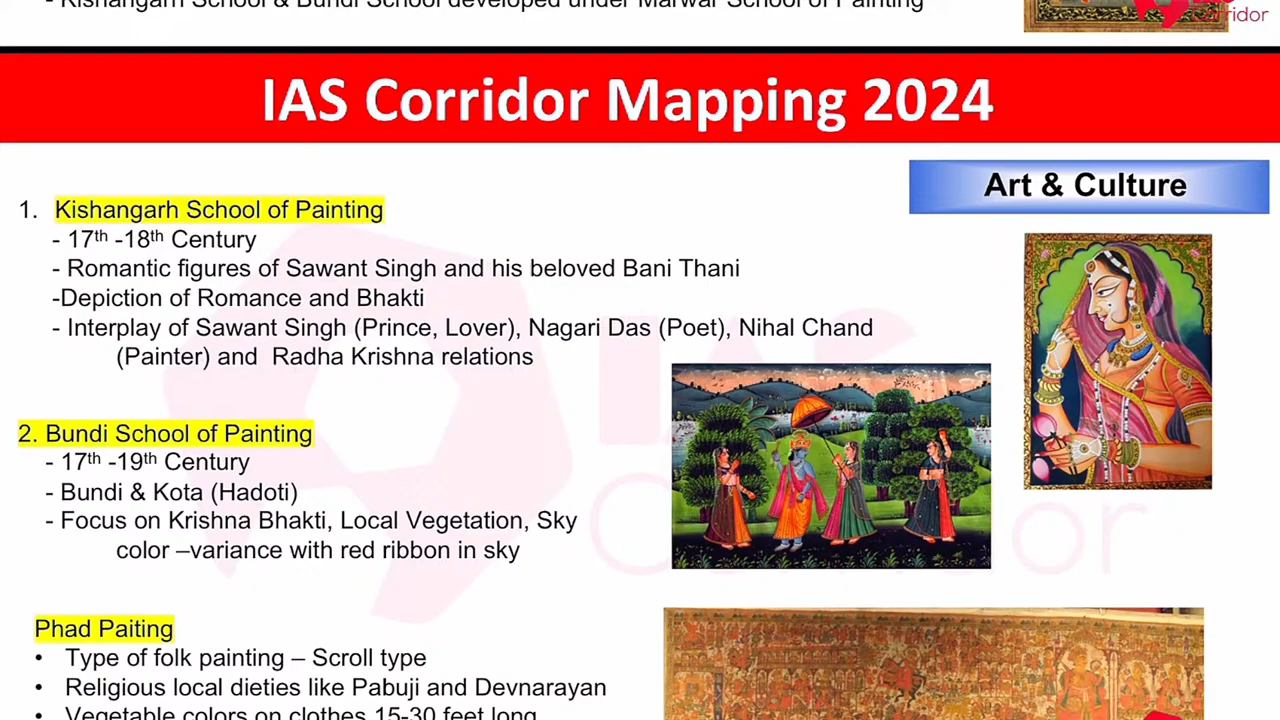 - Kishangarh School & Bundi School developed under Marwar School of Painting
Corridor
IAS Corridor Mapping 2024
Art & Culture
1. Kishangarh School of Painting
- 17th -18th Century
- Romantic figures of Sawant Singh and his beloved Bani Thani
-Depiction of Romance and Bhakti
- Interplay of Sawant Singh (Prince, Lover), Nagari Das (Poet), Nihal Chand
(Painter) and Radha Krishna relations
2. Bundi School of Painting
- 17th -19th Century
- Bundi & Kota (Hadoti)
- Focus on Krishna Bhakti, Local Vegetation, Sky
color –variance with red ribbon in sky
Phad Paiting
• Type of folk painting – Scroll type
• Religious local dieties like Pabuji and Devnarayan
• Vegetable colors on clothes 15-30 feet long
IAS
Corridor